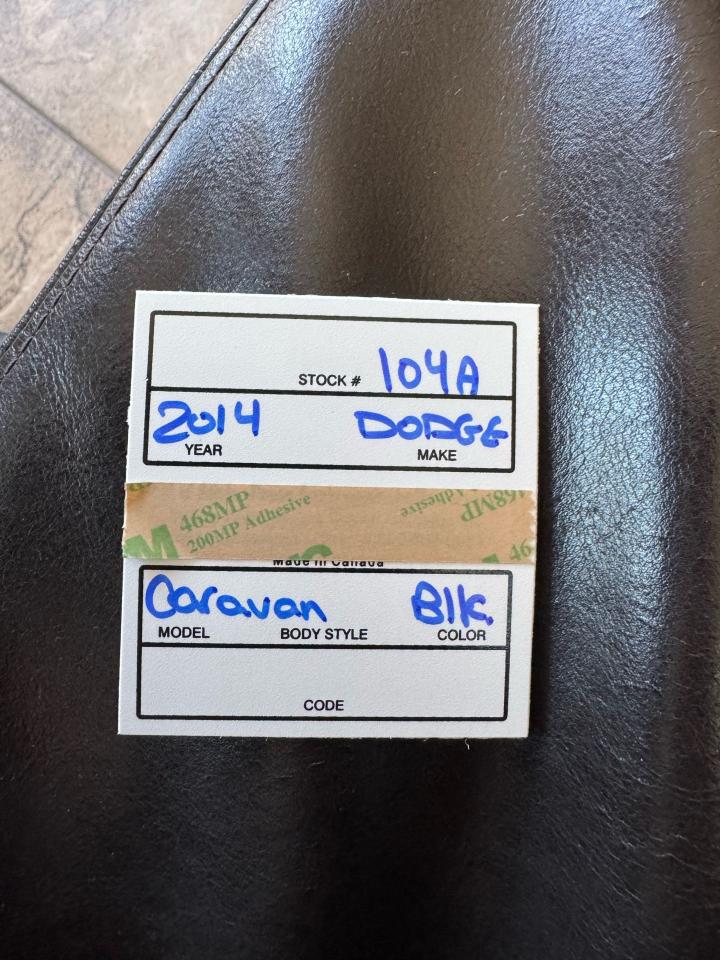 STOCK # 104A
2014 DODGE
YEAR MAKE
468MP
200MP Adhesive
468MP
Adhesive
46
Made in Canada
Caravan Blk.
MODEL BODY STYLE COLOR
CODE